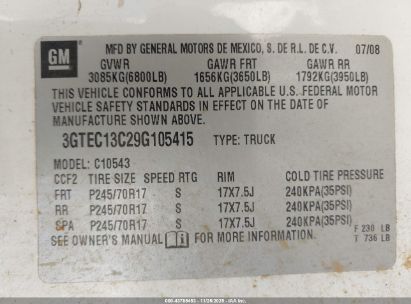 GM
MFD BY GENERAL MOTORS DE MEXICO, S. DE R.L. DE C.V. 07/08
GVWR GAWR FRT GAWR RR
3085KG(6800LB) 1656KG(3650LB) 1792KG(3950LB)
THIS VEHICLE CONFORMS TO ALL APPLICABLE U.S. FEDERAL MOTOR
VEHICLE SAFETY STANDARDS IN EFFECT ON THE DATE OF
MANUFACTURE SHOWN ABOVE.
3GTEC13C29G105415 TYPE: TRUCK
MODEL: C10543
CCF2 TIRE SIZE SPEED RTG RIM COLD TIRE PRESSURE
FRT P245/70R17 S 17X7.5J 240KPA(35PSI)
RR P245/70R17 S 17X7.5J 240KPA(35PSI)
SPA P245/70R17 S 17X7.5J 240KPA(35PSI)
SEE OWNER'S MANUAL FOR MORE INFORMATION. F 230 LB
T 736 LB